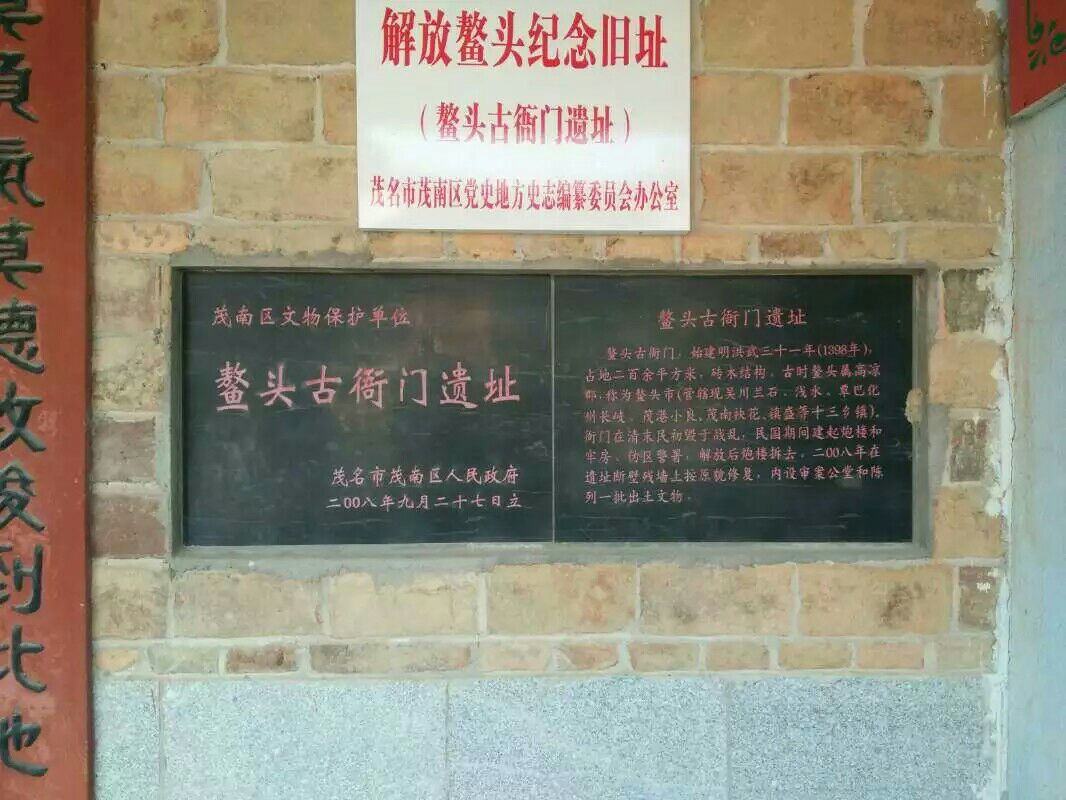 解放鳌头纪念旧址
（鳌头古衙门遗址）
茂名市茂南区党史地方史志编纂委员会办公室
茂南区文物保护单位
鳌头古衙门遗址
茂名市茂南区人民政府
二00八年九月二十七日立
鳌头古衙门遗址
鳌头古衙门，始建明洪武三十一年(1398年)，
占地二百余平方米，砖木结构。古时鳌头属高凉
郡，称为鳌头市(管辖现吴川兰石、浅水、覃巴化
州长岐、茂港小良、茂南袂花、镇盛等十三乡镇)。
衙门在清末民初毁于战乱，民国期间建起炮楼和
牢房、伪区警署，解放后炮楼拆去。二00八年在
遗址断壁残墙上按原貌修复，内设审案公堂和陈
列一批出土文物。
負氣莫德政後到此地